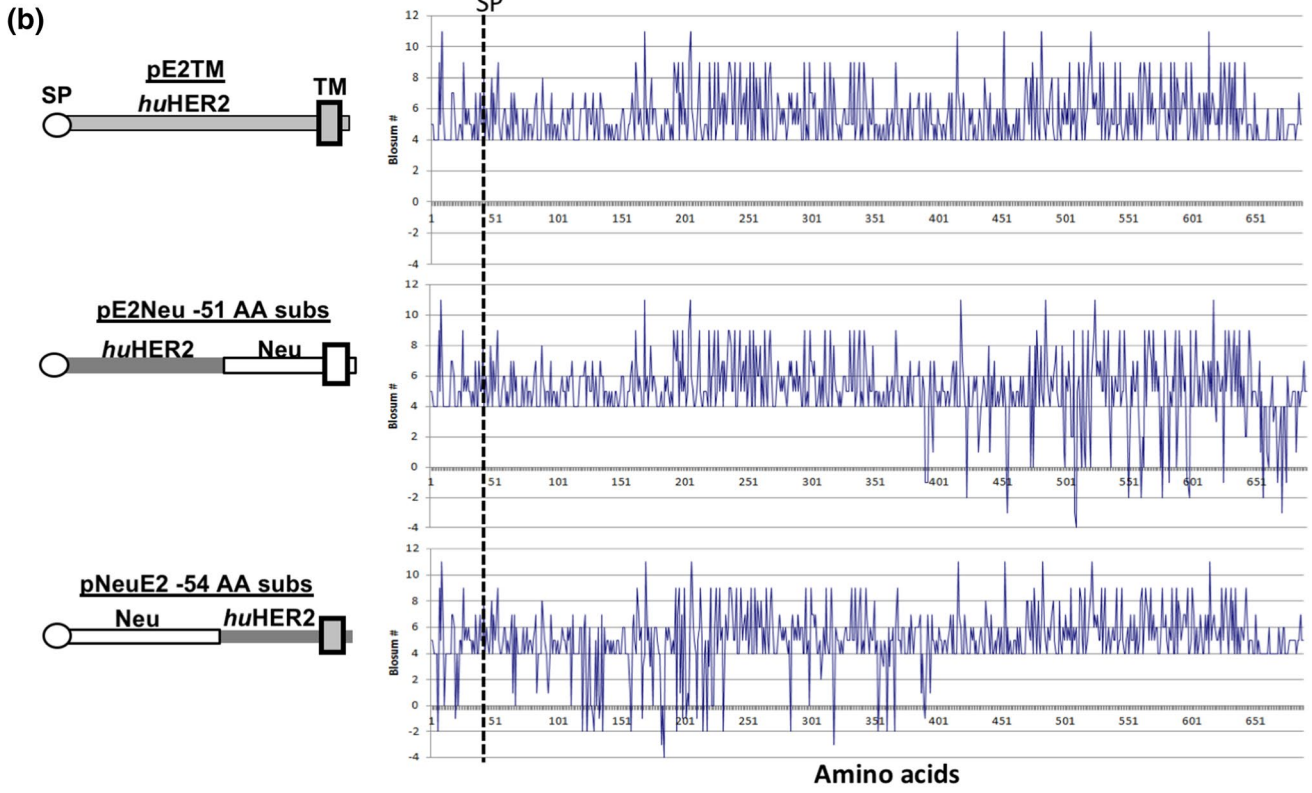 (b)
SP
pE2TM
huHER2
SP
TM
12
10
8
6
4
2
0
-2
-4
Blosum #
1 51 101 151 201 251 301 351 401 451 501 551 601 651
pE2Neu -51 AA subs
huHER2 Neu
12
10
8
6
4
2
0
-2
-4
Blosum #
1 51 101 151 201 251 301 351 401 451 501 551 601 651
pNeuE2 -54 AA subs
Neu huHER2
12
10
8
6
4
2
0
-2
-4
Blosum #
1 51 101 151 201 251 301 351 401 451 501 551 601 651
Amino acids